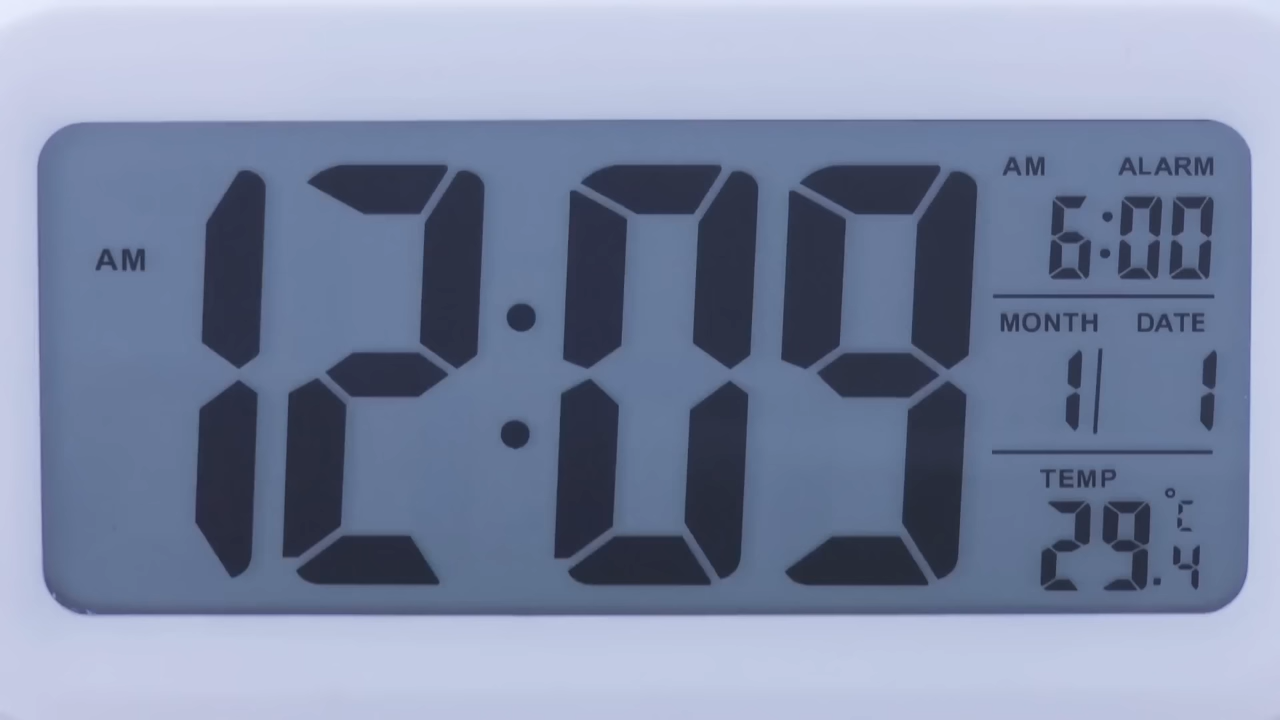 AM 12:09
AM ALARM
6:00
MONTH DATE
1| 1
TEMP
29.4 °C